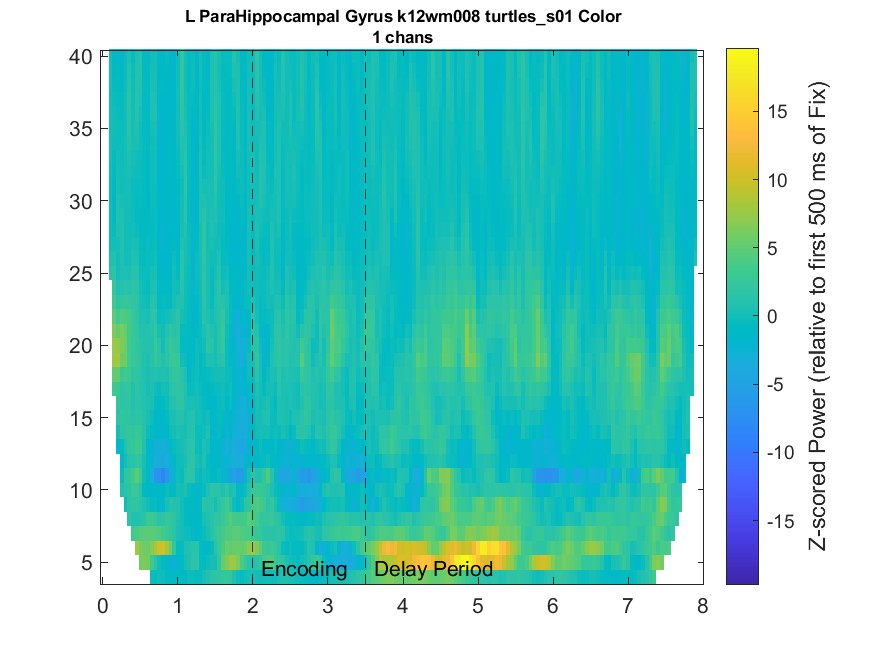 L ParaHippocampal Gyrus k12wm008 turtles_s01 Color
1 chans
40
35
30
25
20
15
10
5
Encoding
Delay Period
0 1 2 3 4 5 6 7 8
15
10
5
0
-5
-10
-15
Z-scored Power (relative to first 500 ms of Fix)